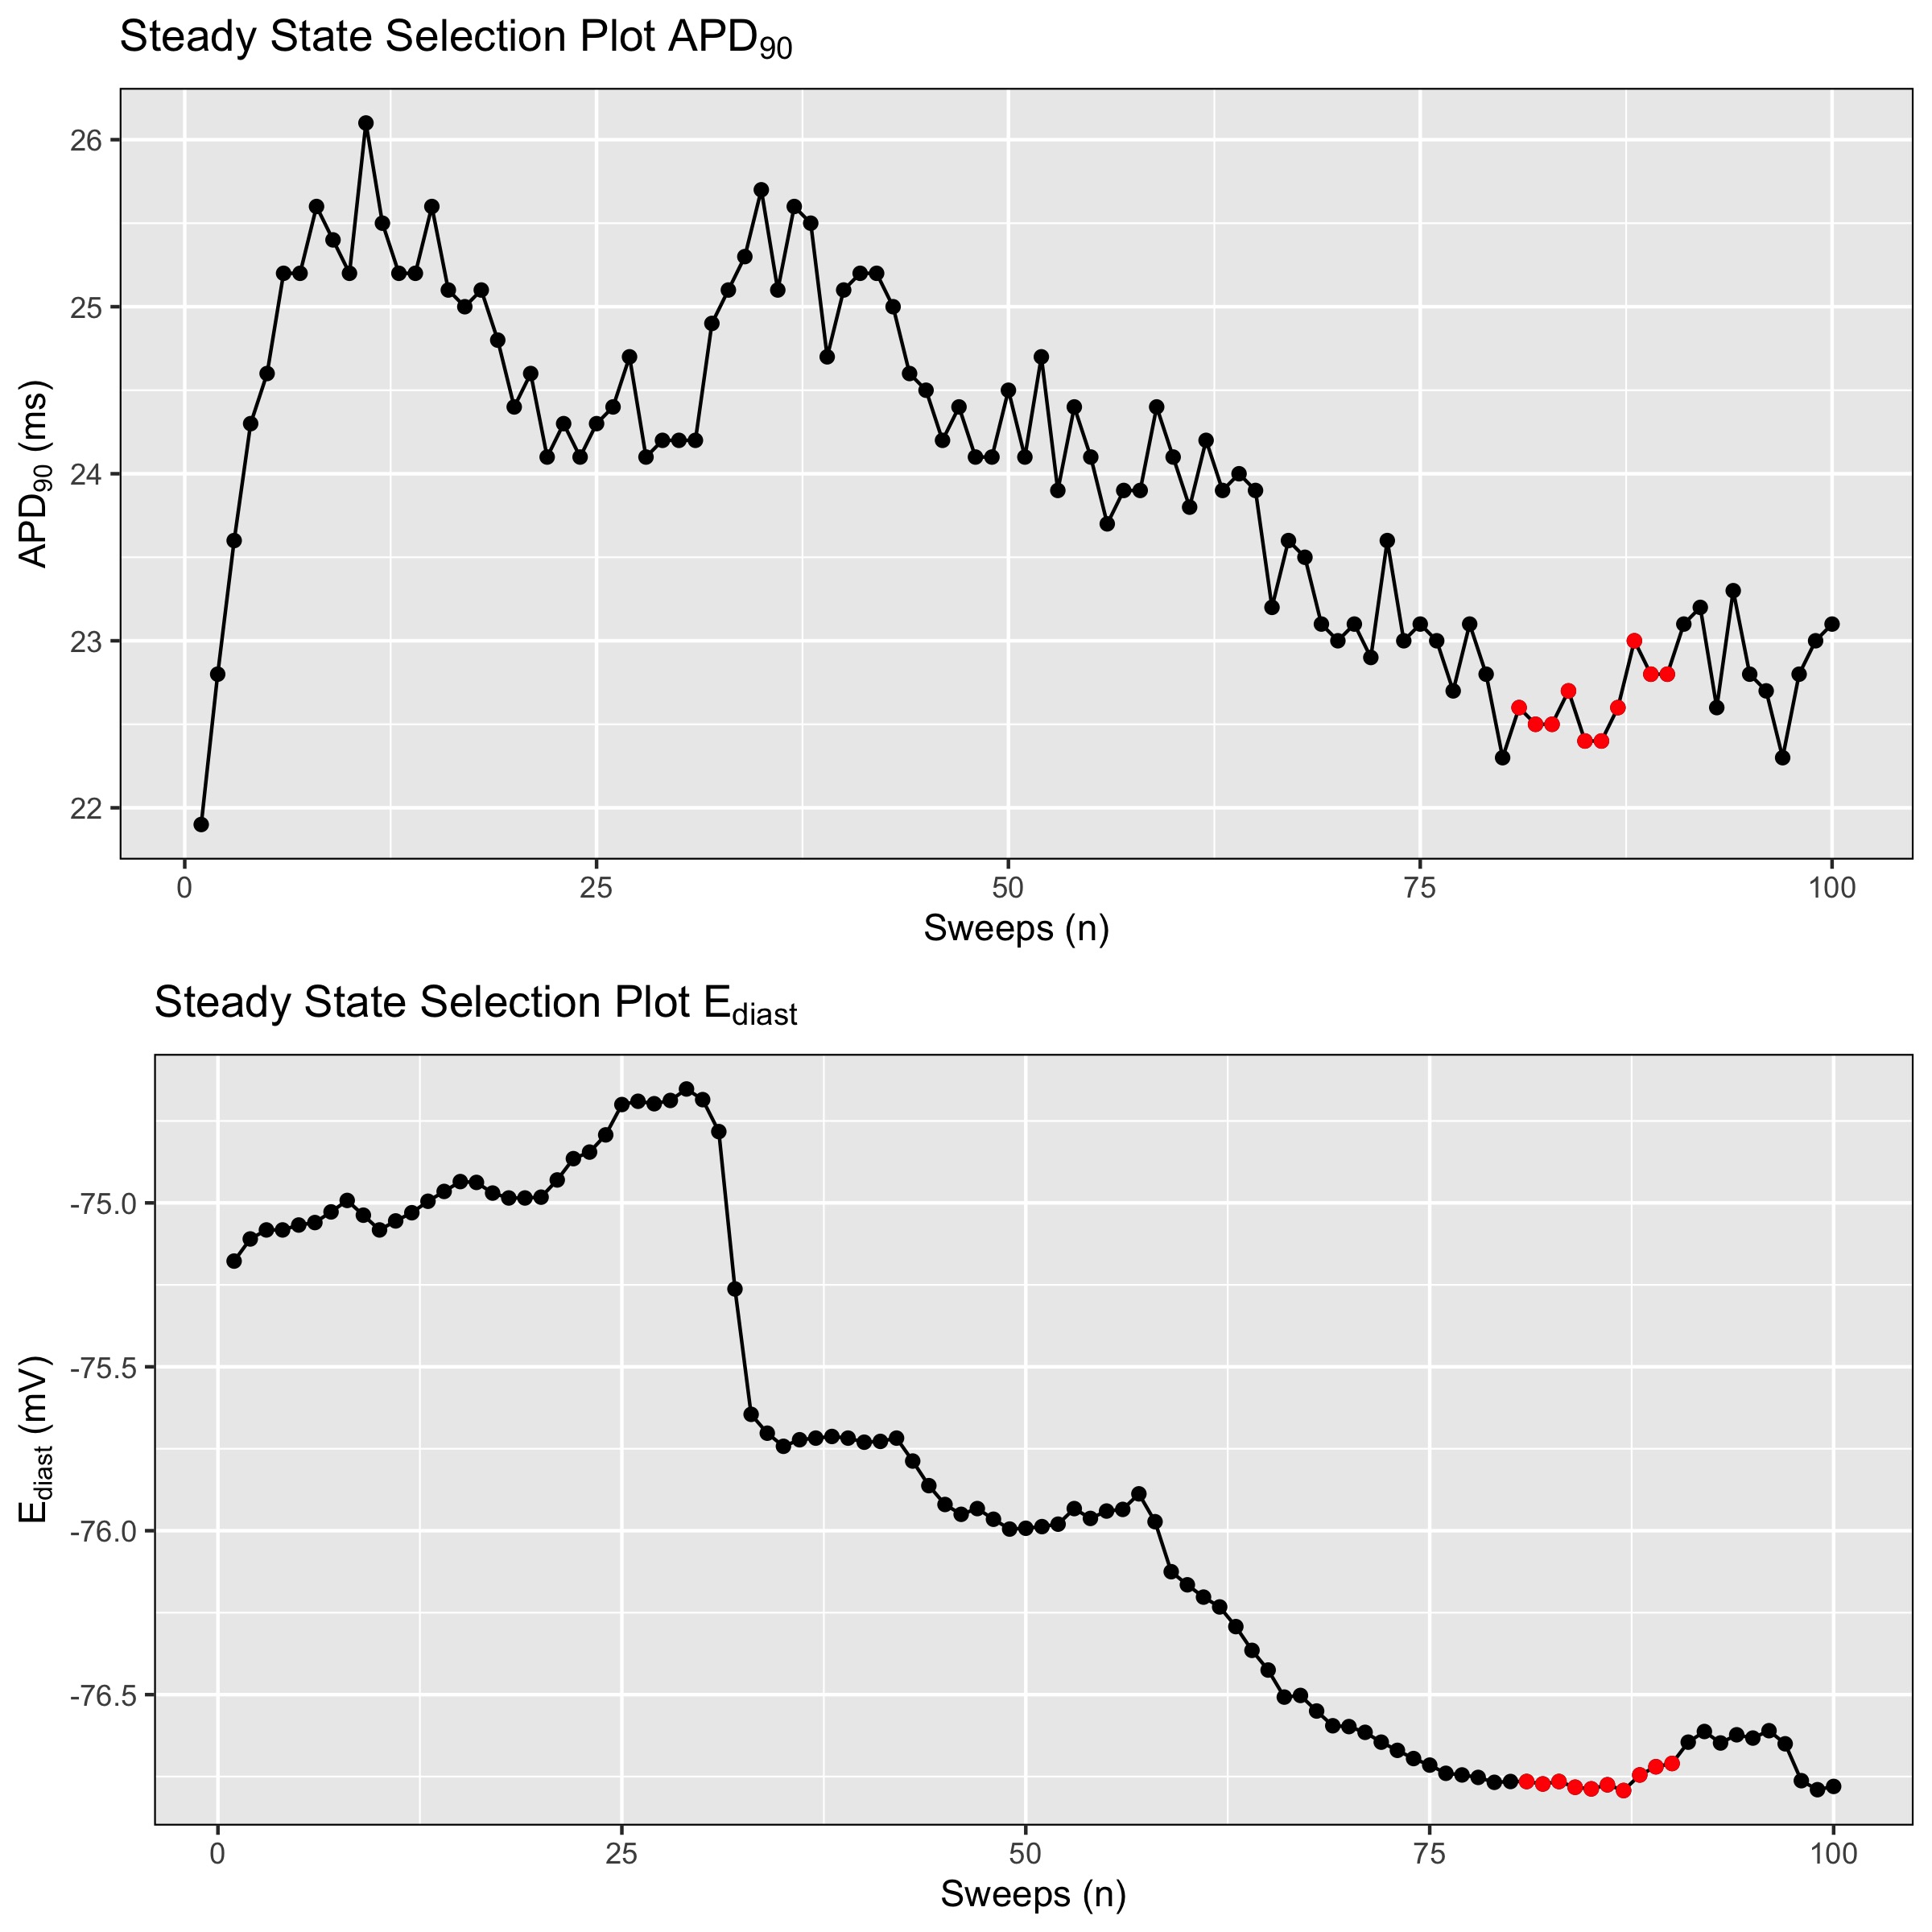 Steady State Selection Plot APD90
26
25
24
23
22
APD90 (ms)
0 25 50 75 100
Sweeps (n)
Steady State Selection Plot Ediast
-75.0
-75.5
-76.0
-76.5
Ediast (mV)
0 25 50 75 100
Sweeps (n)